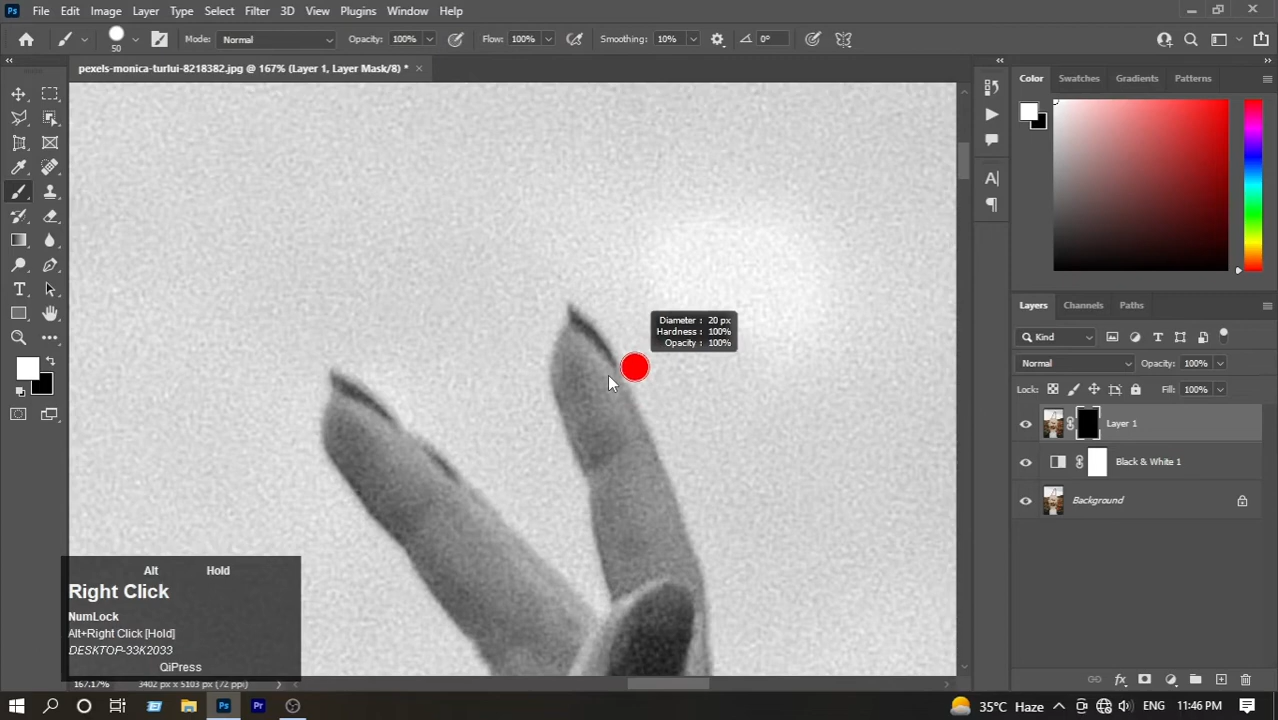 Ps File Edit Image Layer Type Select Filter 3D View Plugins Window Help
50 Mode: Normal Opacity: 100% Flow: 100% Smoothing: 10% 0°
pexels-monica-turlui-8218382.jpg @ 167% (Layer 1, Layer Mask/8) *
Color Swatches Gradients Patterns
Diameter : 20 px
Hardness : 100%
Opacity : 100%
Layers Channels Paths
Kind
Normal Opacity: 100%
Lock: Fill: 100%
Layer 1
Black & White 1
Background
Alt Hold
Right Click
NumLock
Alt+Right Click [Hold]
DESKTOP-33K2033
QiPress
167.17% 3402 px x 5103 px (72 ppi)
Ps Pr 35°C Haze ENG 11:46 PM